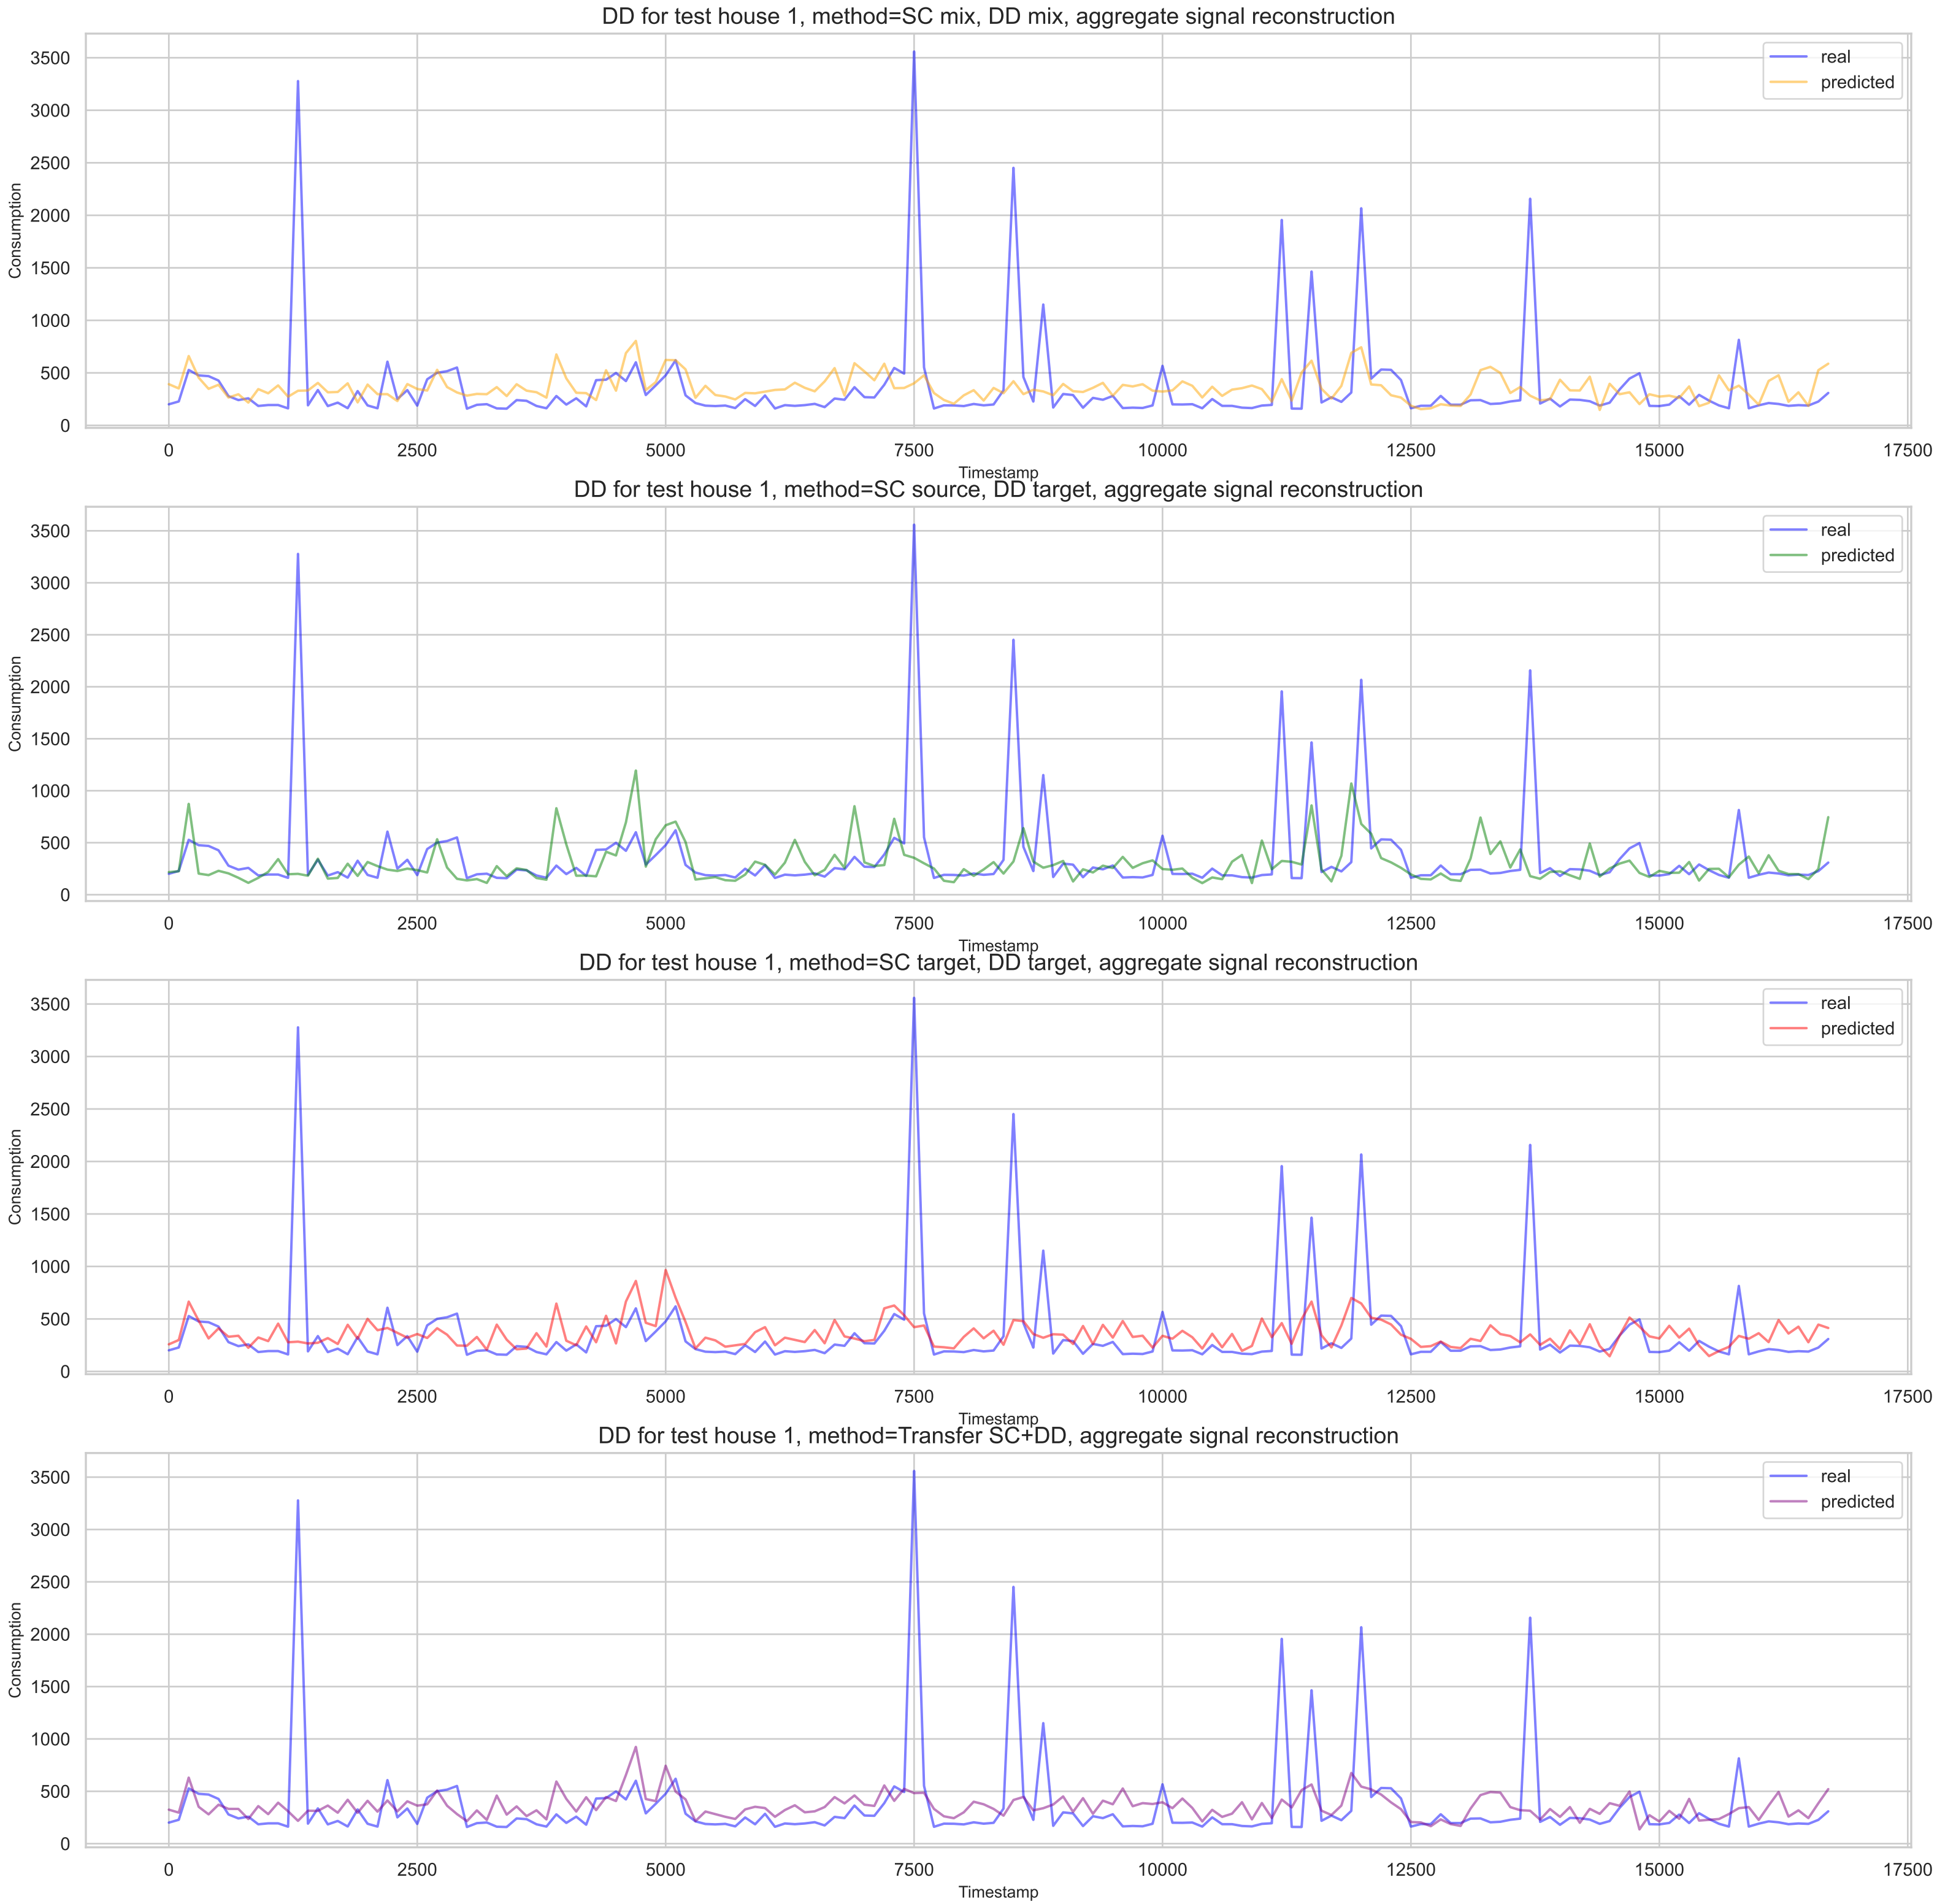 DD for test house 1, method=SC mix, DD mix, aggregate signal reconstruction
3500
3000
2500
2000
1500
1000
500
0
Consumption
real
predicted
0 2500 5000 7500 10000 12500 15000 17500
Timestamp
DD for test house 1, method=SC source, DD target, aggregate signal reconstruction
3500
3000
2500
2000
1500
1000
500
0
Consumption
real
predicted
0 2500 5000 7500 10000 12500 15000 17500
Timestamp
DD for test house 1, method=SC target, DD target, aggregate signal reconstruction
3500
3000
2500
2000
1500
1000
500
0
Consumption
real
predicted
0 2500 5000 7500 10000 12500 15000 17500
Timestamp
DD for test house 1, method=Transfer SC+DD, aggregate signal reconstruction
3500
3000
2500
2000
1500
1000
500
0
Consumption
real
predicted
0 2500 5000 7500 10000 12500 15000 17500
Timestamp